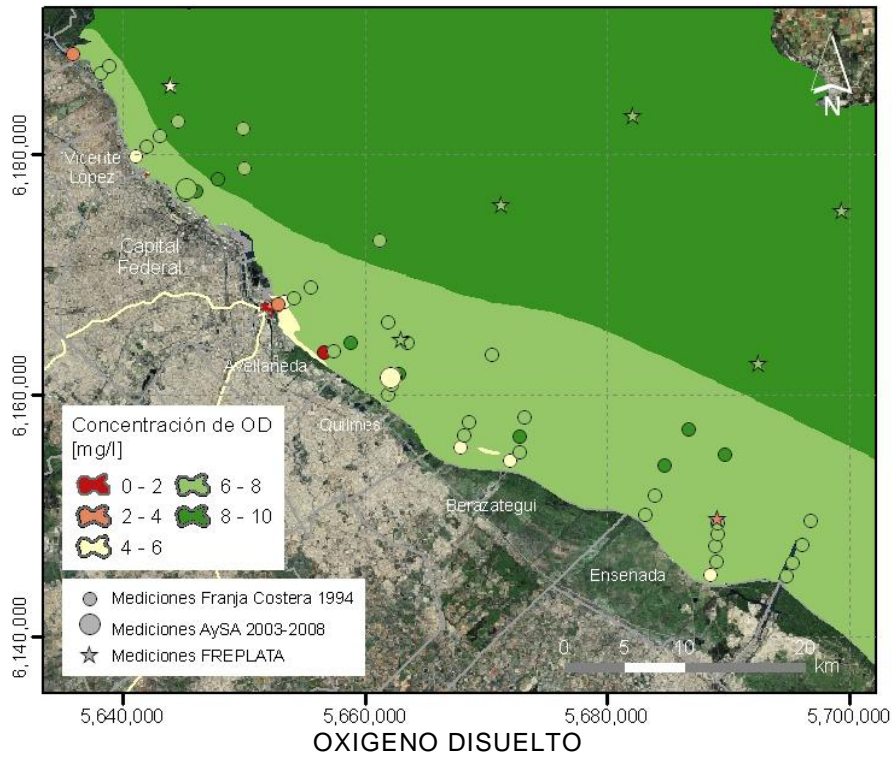 N
6,180,000
6,160,000
6,140,000
Vicente
López
Capital
Federal
Avellaneda
Quilmes
Berazategui
Ensenada
Concentración de OD
[mg/l]
0 - 2
6 - 8
2 - 4
8 - 10
4 - 6
Mediciones Franja Costera 1994
Mediciones AySA 2003-2008
Mediciones FREPLATA
0 5 10 20
km
5,640,000 5,660,000 5,680,000 5,700,000
OXIGENO DISUELTO